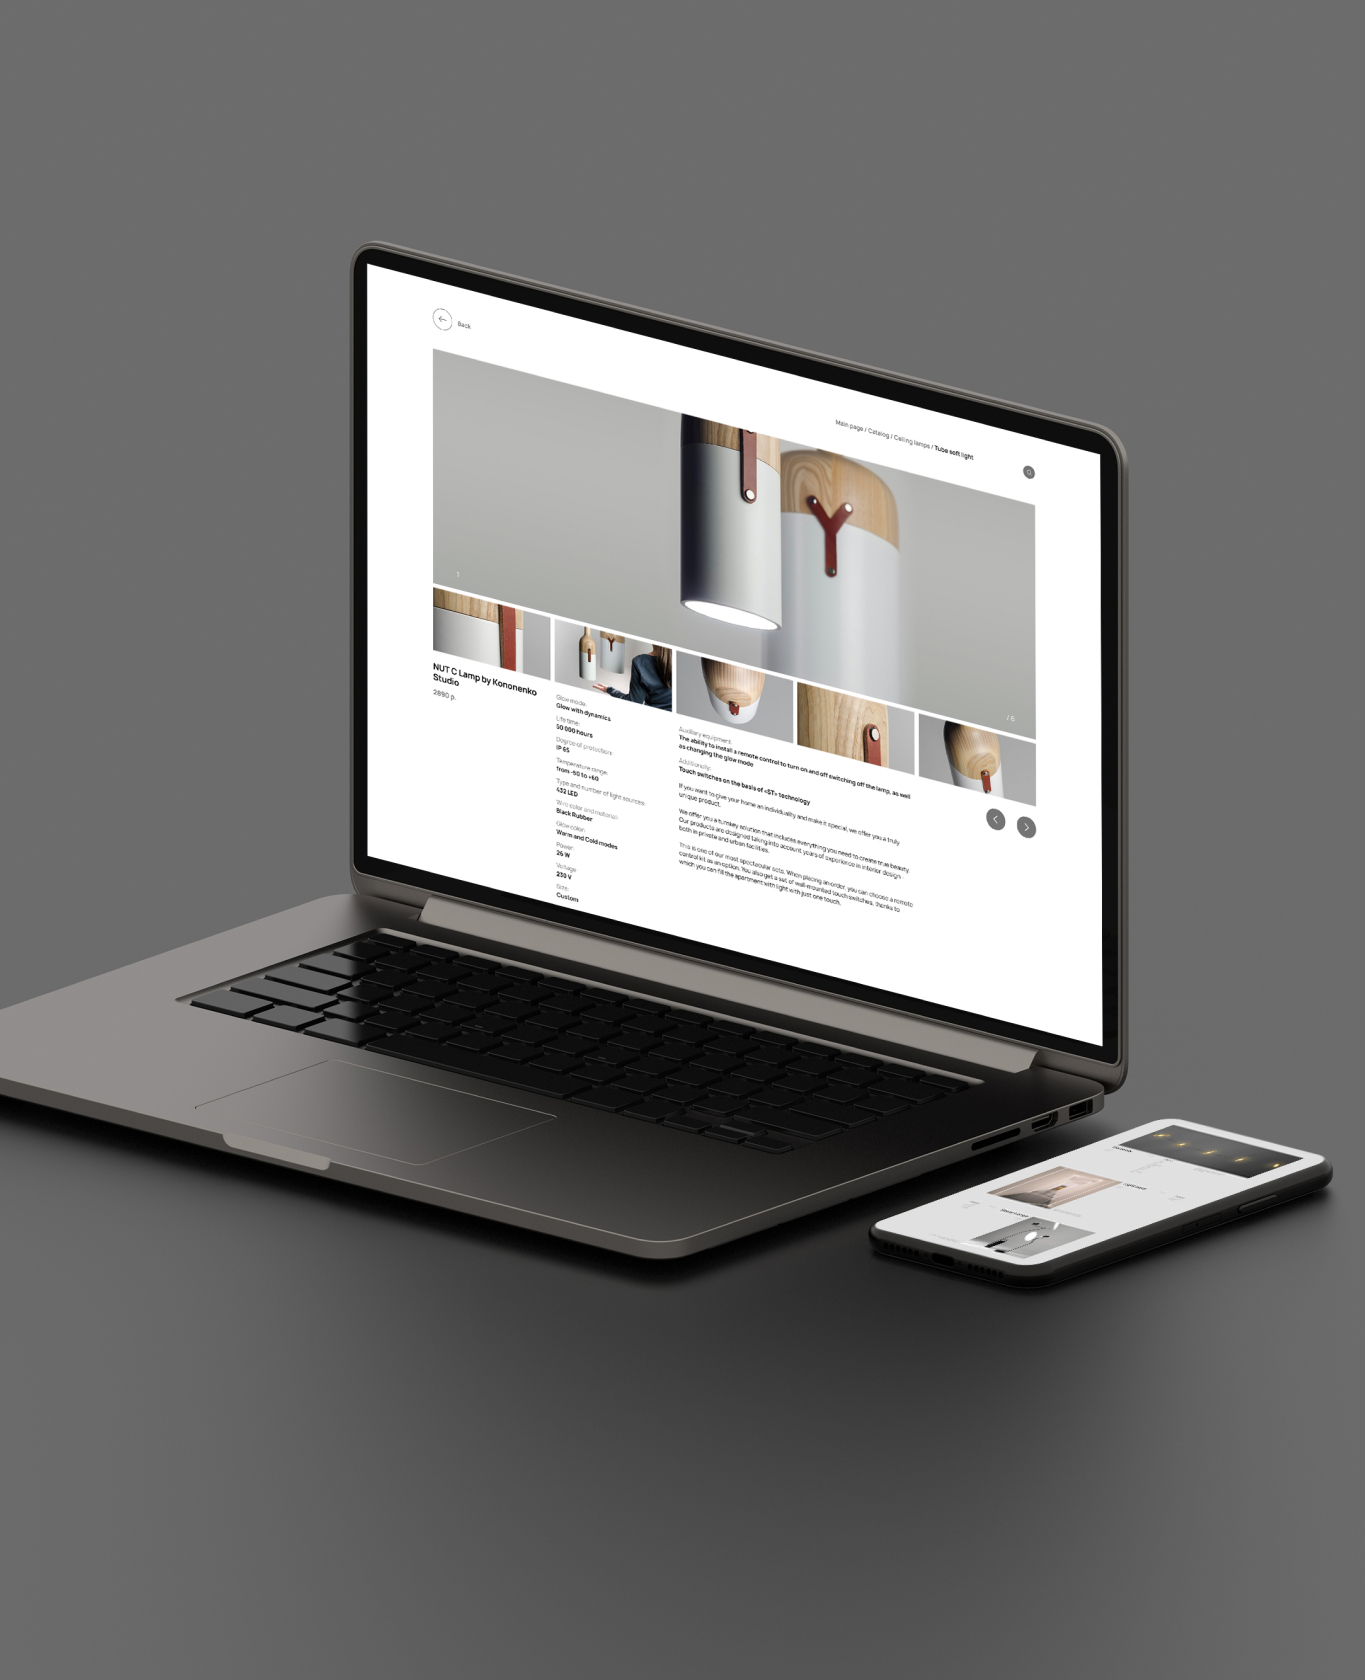 Back
Main page / Catalog / Ceiling lamps / Tube soft light
1
/ 6
NUT C Lamp by Kononenko
Studio
2890 p.
Glow mode:
Glow with dynamics
Life time:
50 000 hours
Degree of protection:
IP 65
Temperature range:
from -50 to +60
Type and number of light sources:
432 LED
Wire color and material:
Black Rubber
Glow color:
Warm and Cold modes
Power:
26 W
Voltage
230 V
Size:
Custom
Auxiliary equipment:
The ability to install a remote control to turn on and off switching off the lamp, as well
as changing the glow mode
Additionally:
Touch switches on the basis of «ST» technology
If you want to give your home an individuality and make it special, we offer you a truly
unique product.
We offer you a turnkey solution that includes everything you need to create true beauty.
Our products are designed taking into account years of experience in interior design -
both in private and urban facilities.
This is one of our most spectacular sets. When placing an order, you can choose a remote
control kit as an option. You also get a set of wall-mounted touch switches, thanks to
which you can fill the apartment with light with just one touch.